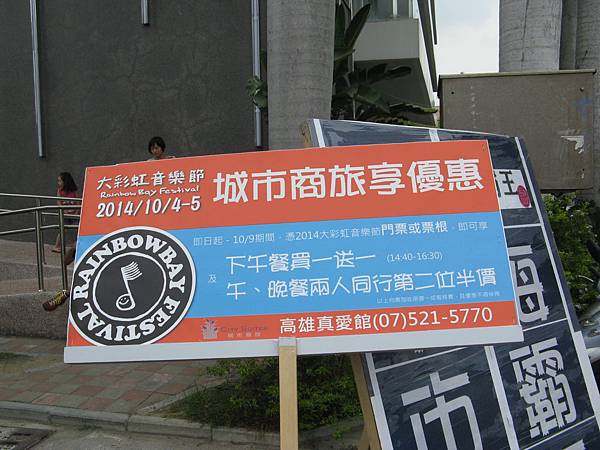 大彩虹音樂節
Rainbow Bay Festival
2014/10/4-5
城市商旅享優惠
即日起 - 10/9期間，憑2014大彩虹音樂節門票或票根，即可享
下午餐買一送一 (14:40-16:30)
及
午、晚餐兩人同行第二位半價
RAINBOWBAY FESTIVAL
CITY SUITES
城市商旅
高雄真愛館(07)521-5770
旺
海
霸
市